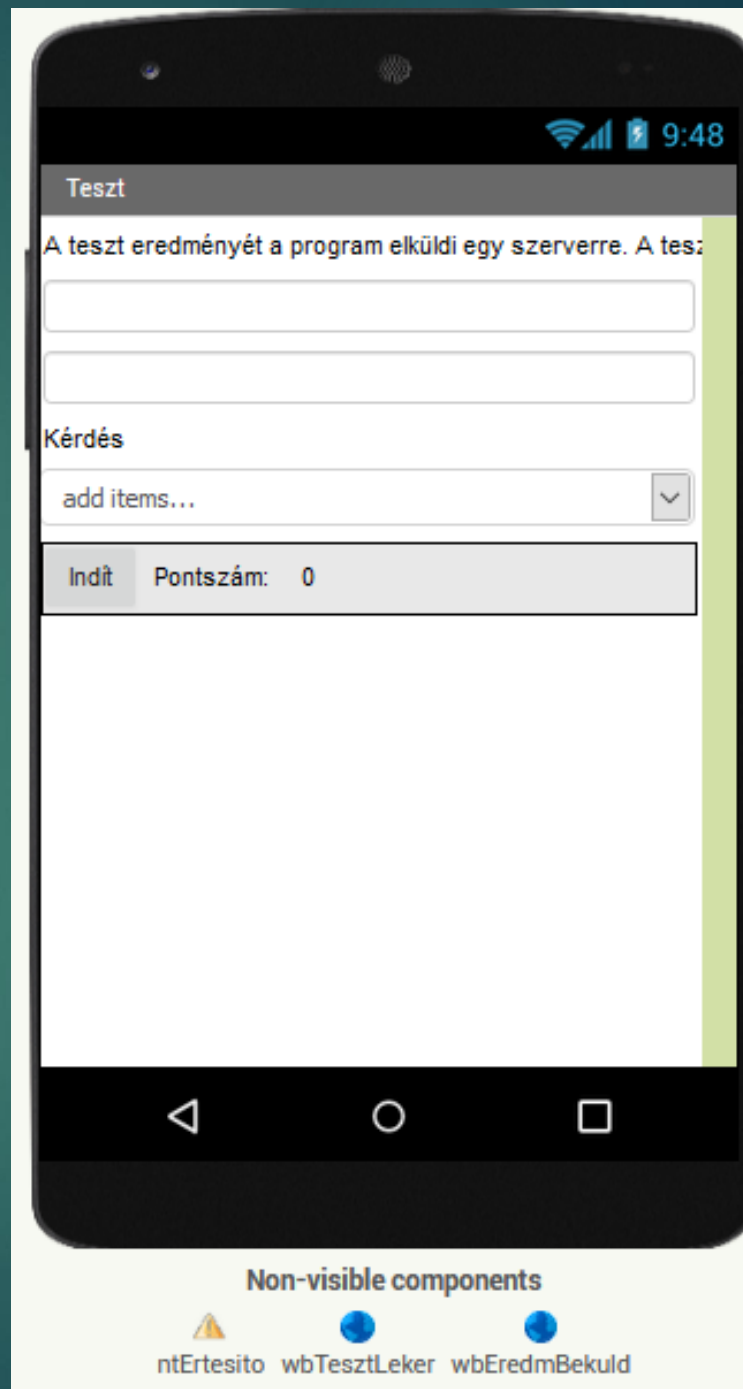 9:48
Teszt
A teszt eredményét a program elküldi egy szerverre. A tesz
Kérdés
add items...
Indít Pontszám: 0
Non-visible components
ntErtesito wbTesztLeker wbEredmBekuld